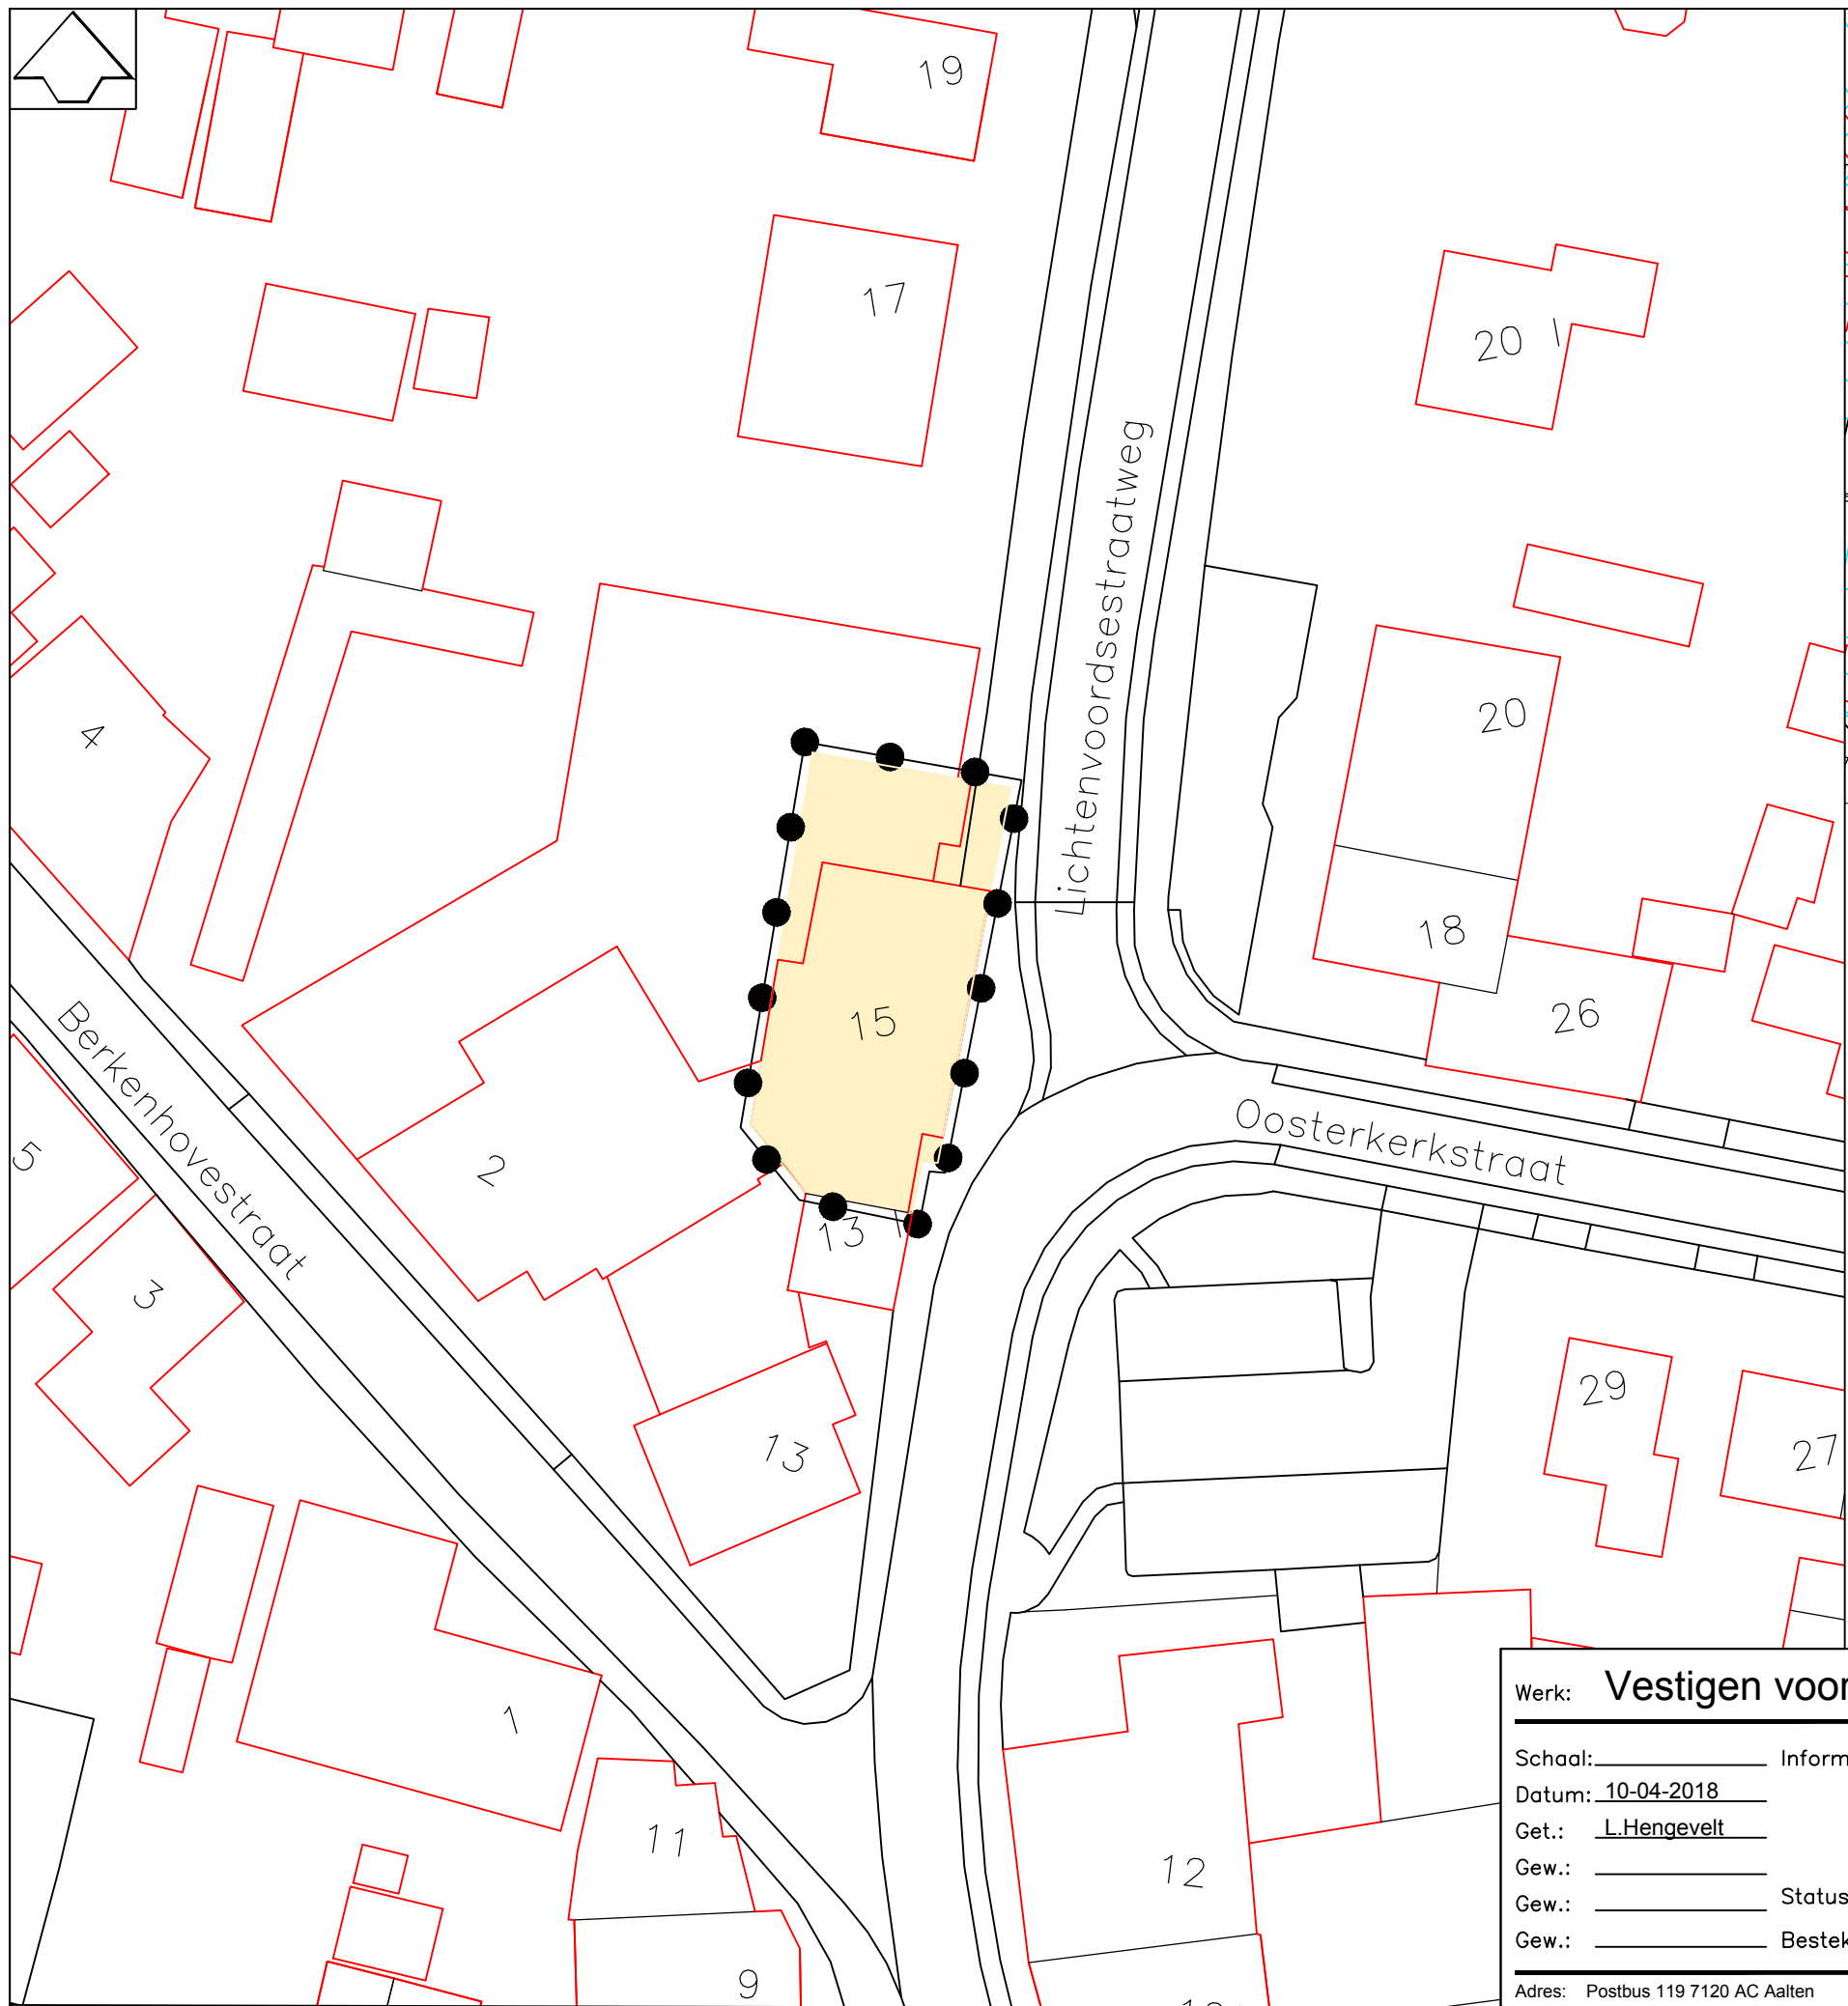 19
17
20
Lichtenvoordsestraatweg
4
20
18
15
26
Berkenhovestraat
Oosterkerkstraat
5
2
13
3
29
13
27
1
11
12
9
Werk: Vestigen voor
Schaal: Inform
Datum: 10-04-2018
Get.: L.Hengevelt
Gew.:
Gew.: Status
Gew.: Bestek
Adres: Postbus 119 7120 AC Aalten